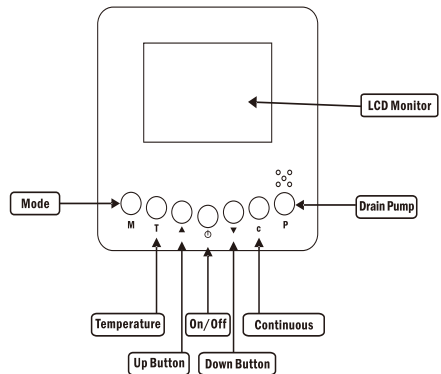 LCD Monitor
Mode
Drain Pump
M
T
▲
▼
c
P
Temperature
On/Off
Continuous
Up Button
Down Button